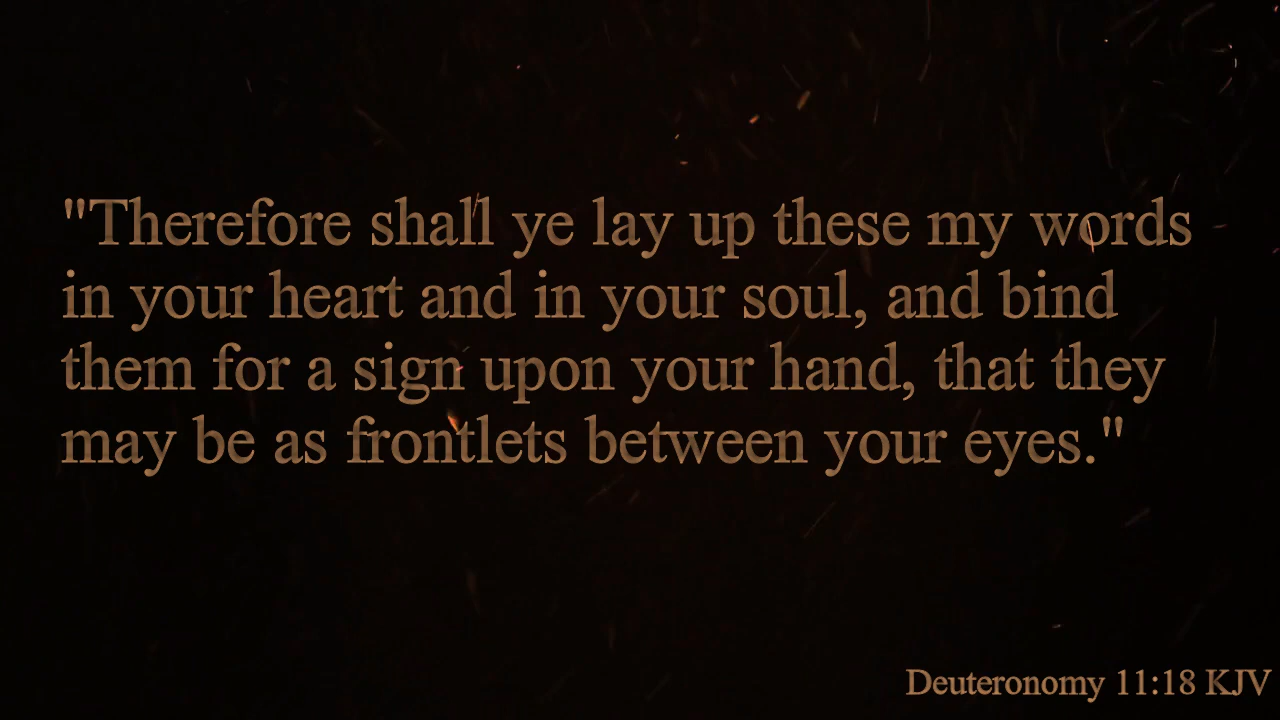 "Therefore shall ye lay up these my words
in your heart and in your soul, and bind
them for a sign upon your hand, that they
may be as frontlets between your eyes."
Deuteronomy 11:18 KJV